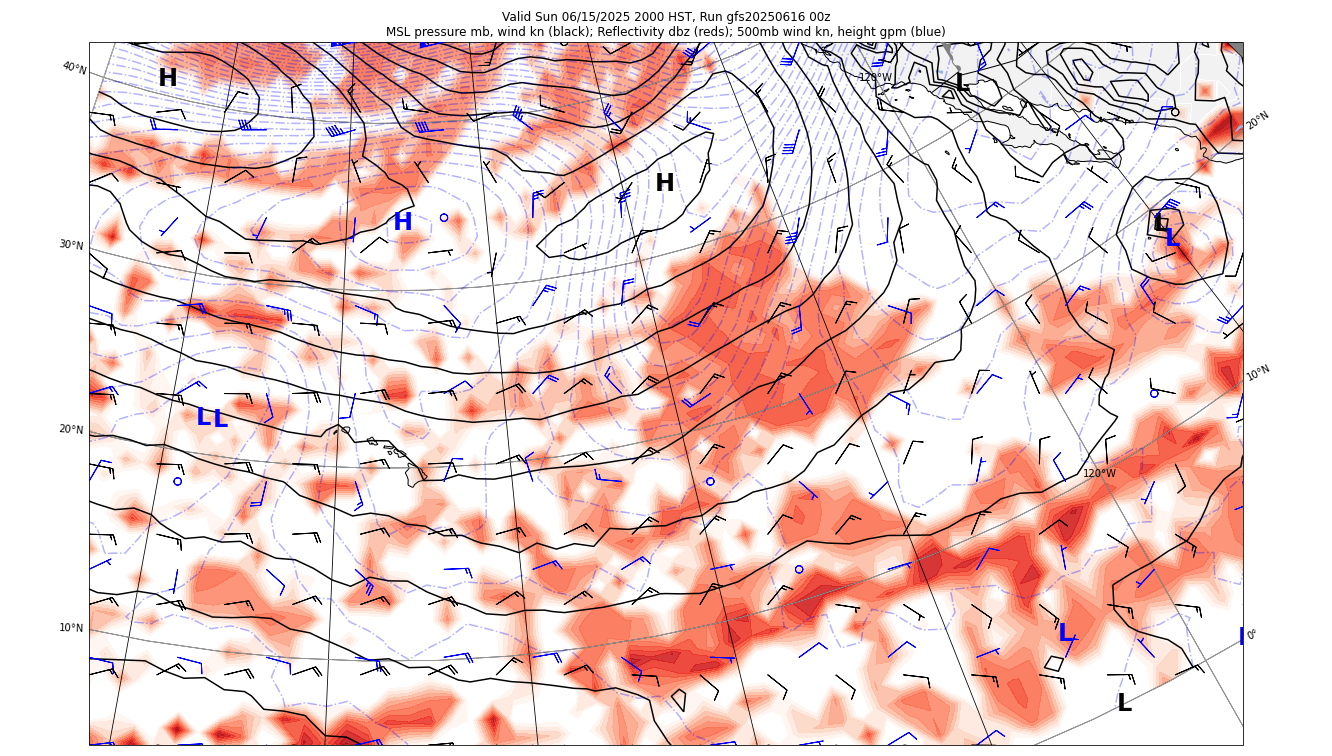 Valid Sun 06/15/2025 2000 HST, Run gfs20250616 00z
MSL pressure mb, wind kn (black); Reflectivity dbz (reds); 500mb wind kn, height gpm (blue)
40°N
H
120°W
L
20°N
H
H
L
L
30°N
10°N
L L
20°N
120°W
10°N
L
0°
L